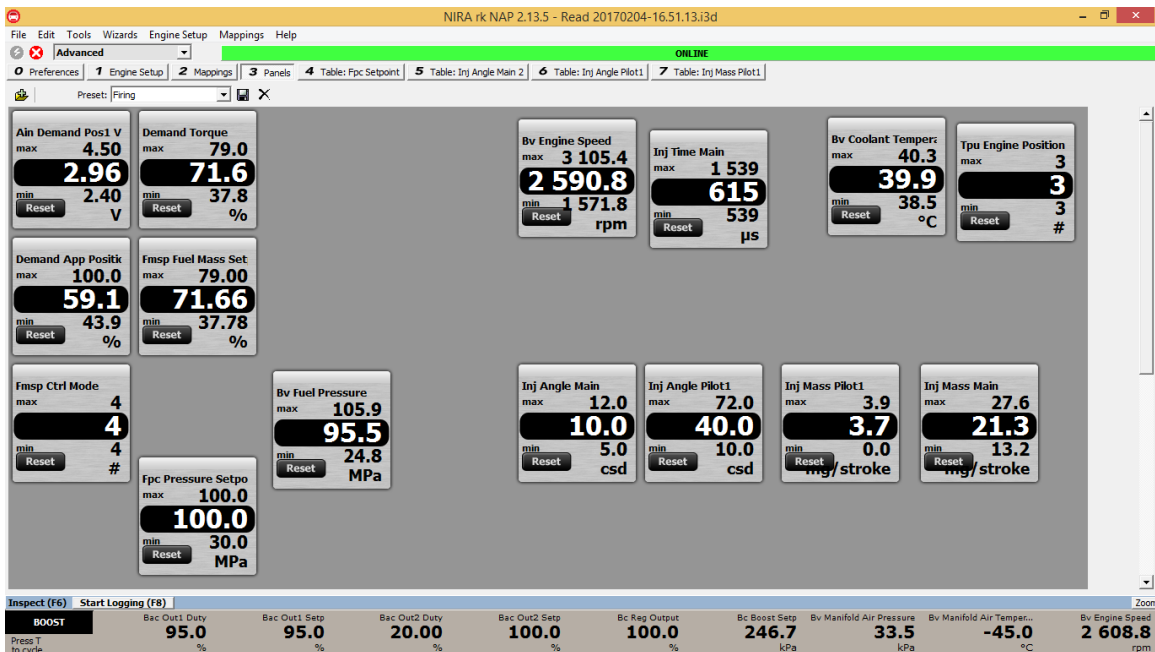 NIRA rk NAP 2.13.5 - Read 20170204-16.51.13.i3d
File Edit Tools Wizards Engine Setup Mappings Help
Advanced
ONLINE
0 Preferences 1 Engine Setup 2 Mappings 3 Panels 4 Table: Fpc Setpoint 5 Table: Inj Angle Main 2 6 Table: Inj Angle Pilot1 7 Table: Inj Mass Pilot1
Preset: Firing
Ain Demand Pos1 V
max 4.50
2.96
min 2.40
Reset
V
Demand Torque
max 79.0
71.6
min 37.8
Reset
%
Bv Engine Speed
max 3 105.4
2 590.8
min 1 571.8
Reset
rpm
Inj Time Main
max 1 539
615
min 539
Reset
µs
Bv Coolant Tempera
max 40.3
39.9
min 38.5
Reset
°C
Tpu Engine Position
max 3
3
min 3
Reset
#
Demand App Positic
max 100.0
59.1
min 43.9
Reset
%
Fmsp Fuel Mass Set
max 79.00
71.66
min 37.78
Reset
%
Fmsp Ctrl Mode
max 4
4
min 4
Reset
#
Bv Fuel Pressure
max 105.9
95.5
min 24.8
Reset
MPa
Inj Angle Main
max 12.0
10.0
min 5.0
Reset
csd
Inj Angle Pilot1
max 72.0
40.0
min 10.0
Reset
csd
Inj Mass Pilot1
max 3.9
3.7
min 0.0
Reset
mg/stroke
Inj Mass Main
max 27.6
21.3
min 13.2
Reset
mg/stroke
Fpc Pressure Setpo
max 100.0
100.0
min 30.0
Reset
MPa
Inspect (F6) Start Logging (F8) Zoom
BOOST
Press T
to cycle
Bac Out1 Duty
95.0
%
Bac Out1 Setp
95.0
%
Bac Out2 Duty
20.00
%
Bac Out2 Setp
100.0
%
Bc Reg Output
100.0
%
Bc Boost Setp
246.7
kPa
Bv Manifold Air Pressure
33.5
kPa
Bv Manifold Air Temper...
-45.0
°C
Bv Engine Speed
2 608.8
rpm